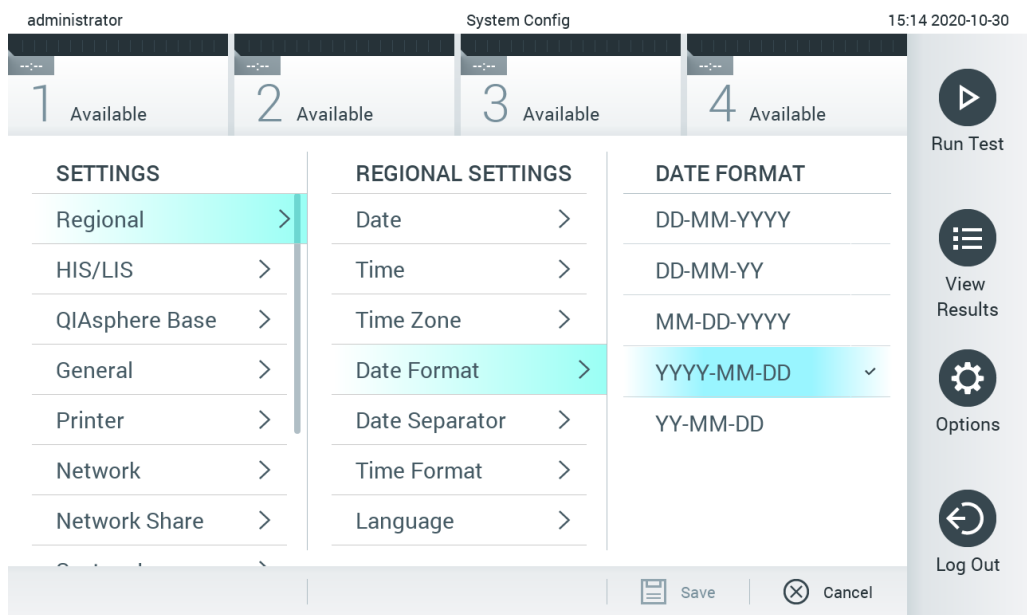 administrator
System Config
15:14 2020-10-30
--:--
1 Available
--:--
2 Available
--:--
3 Available
--:--
4 Available
SETTINGS
Regional
HIS/LIS
QIAsphere Base
General
Printer
Network
Network Share
REGIONAL SETTINGS
Date
Time
Time Zone
Date Format
Date Separator
Time Format
Language
DATE FORMAT
DD-MM-YYYY
DD-MM-YY
MM-DD-YYYY
YYYY-MM-DD
YY-MM-DD
Save
Cancel
Run Test
View
Results
Options
Log Out